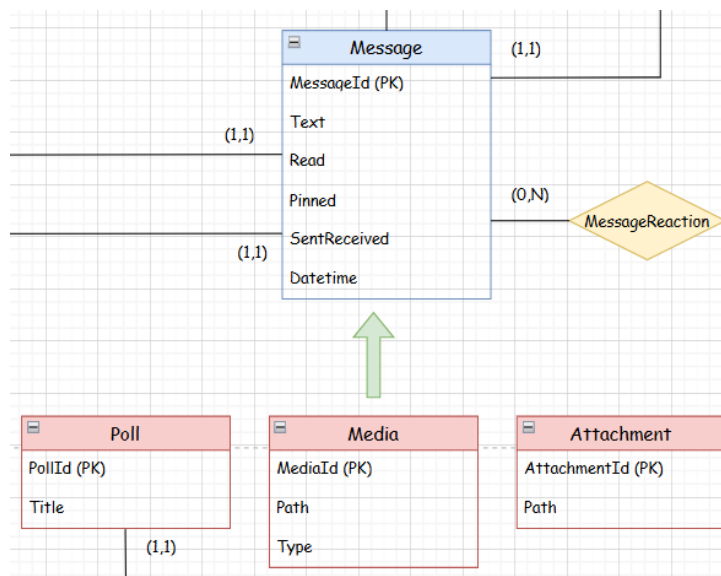 Message
(1,1)
MessageId (PK)
Text
(1,1)
Read
Pinned
(0,N)
MessageReaction
SentReceived
(1,1)
Datetime
Poll
Media
Attachment
PollId (PK)
MediaId (PK)
AttachmentId (PK)
Title
Path
Path
(1,1)
Type